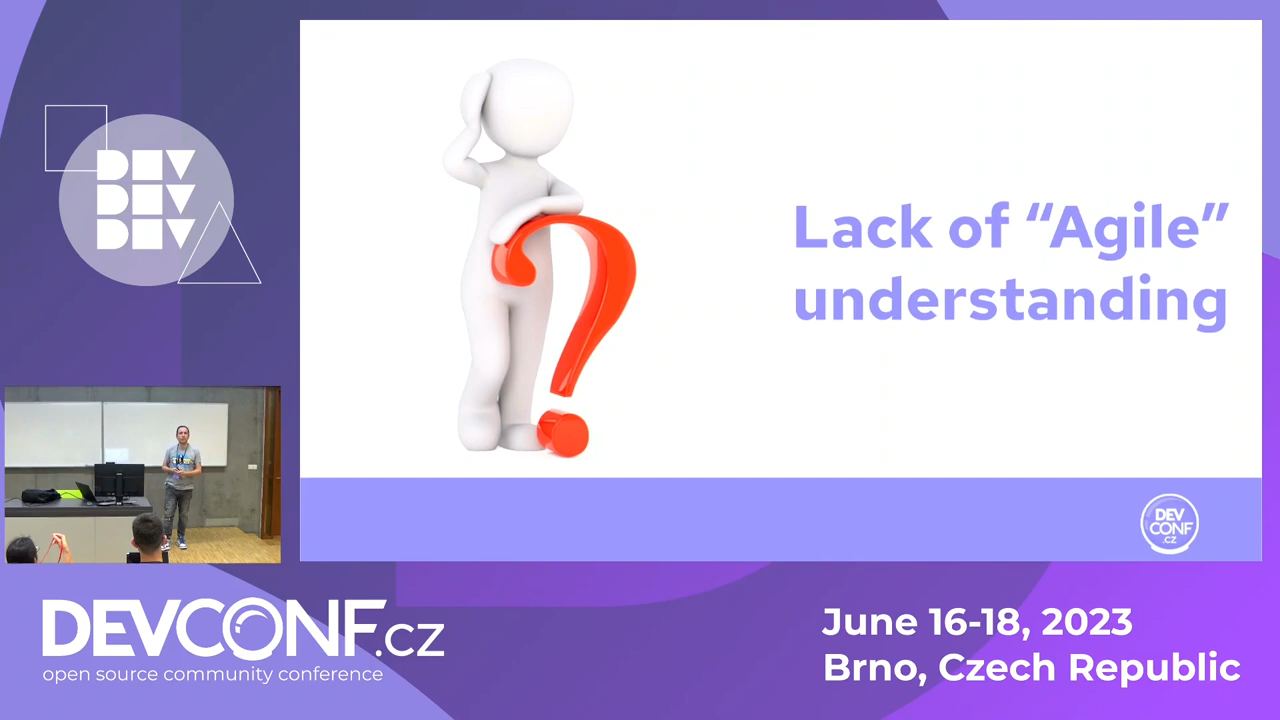 DEV
DEV
DEV
Lack of “Agile”
understanding
DEV
CONF
.CZ
DEVCONF.cz
open source community conference
June 16-18, 2023
Brno, Czech Republic